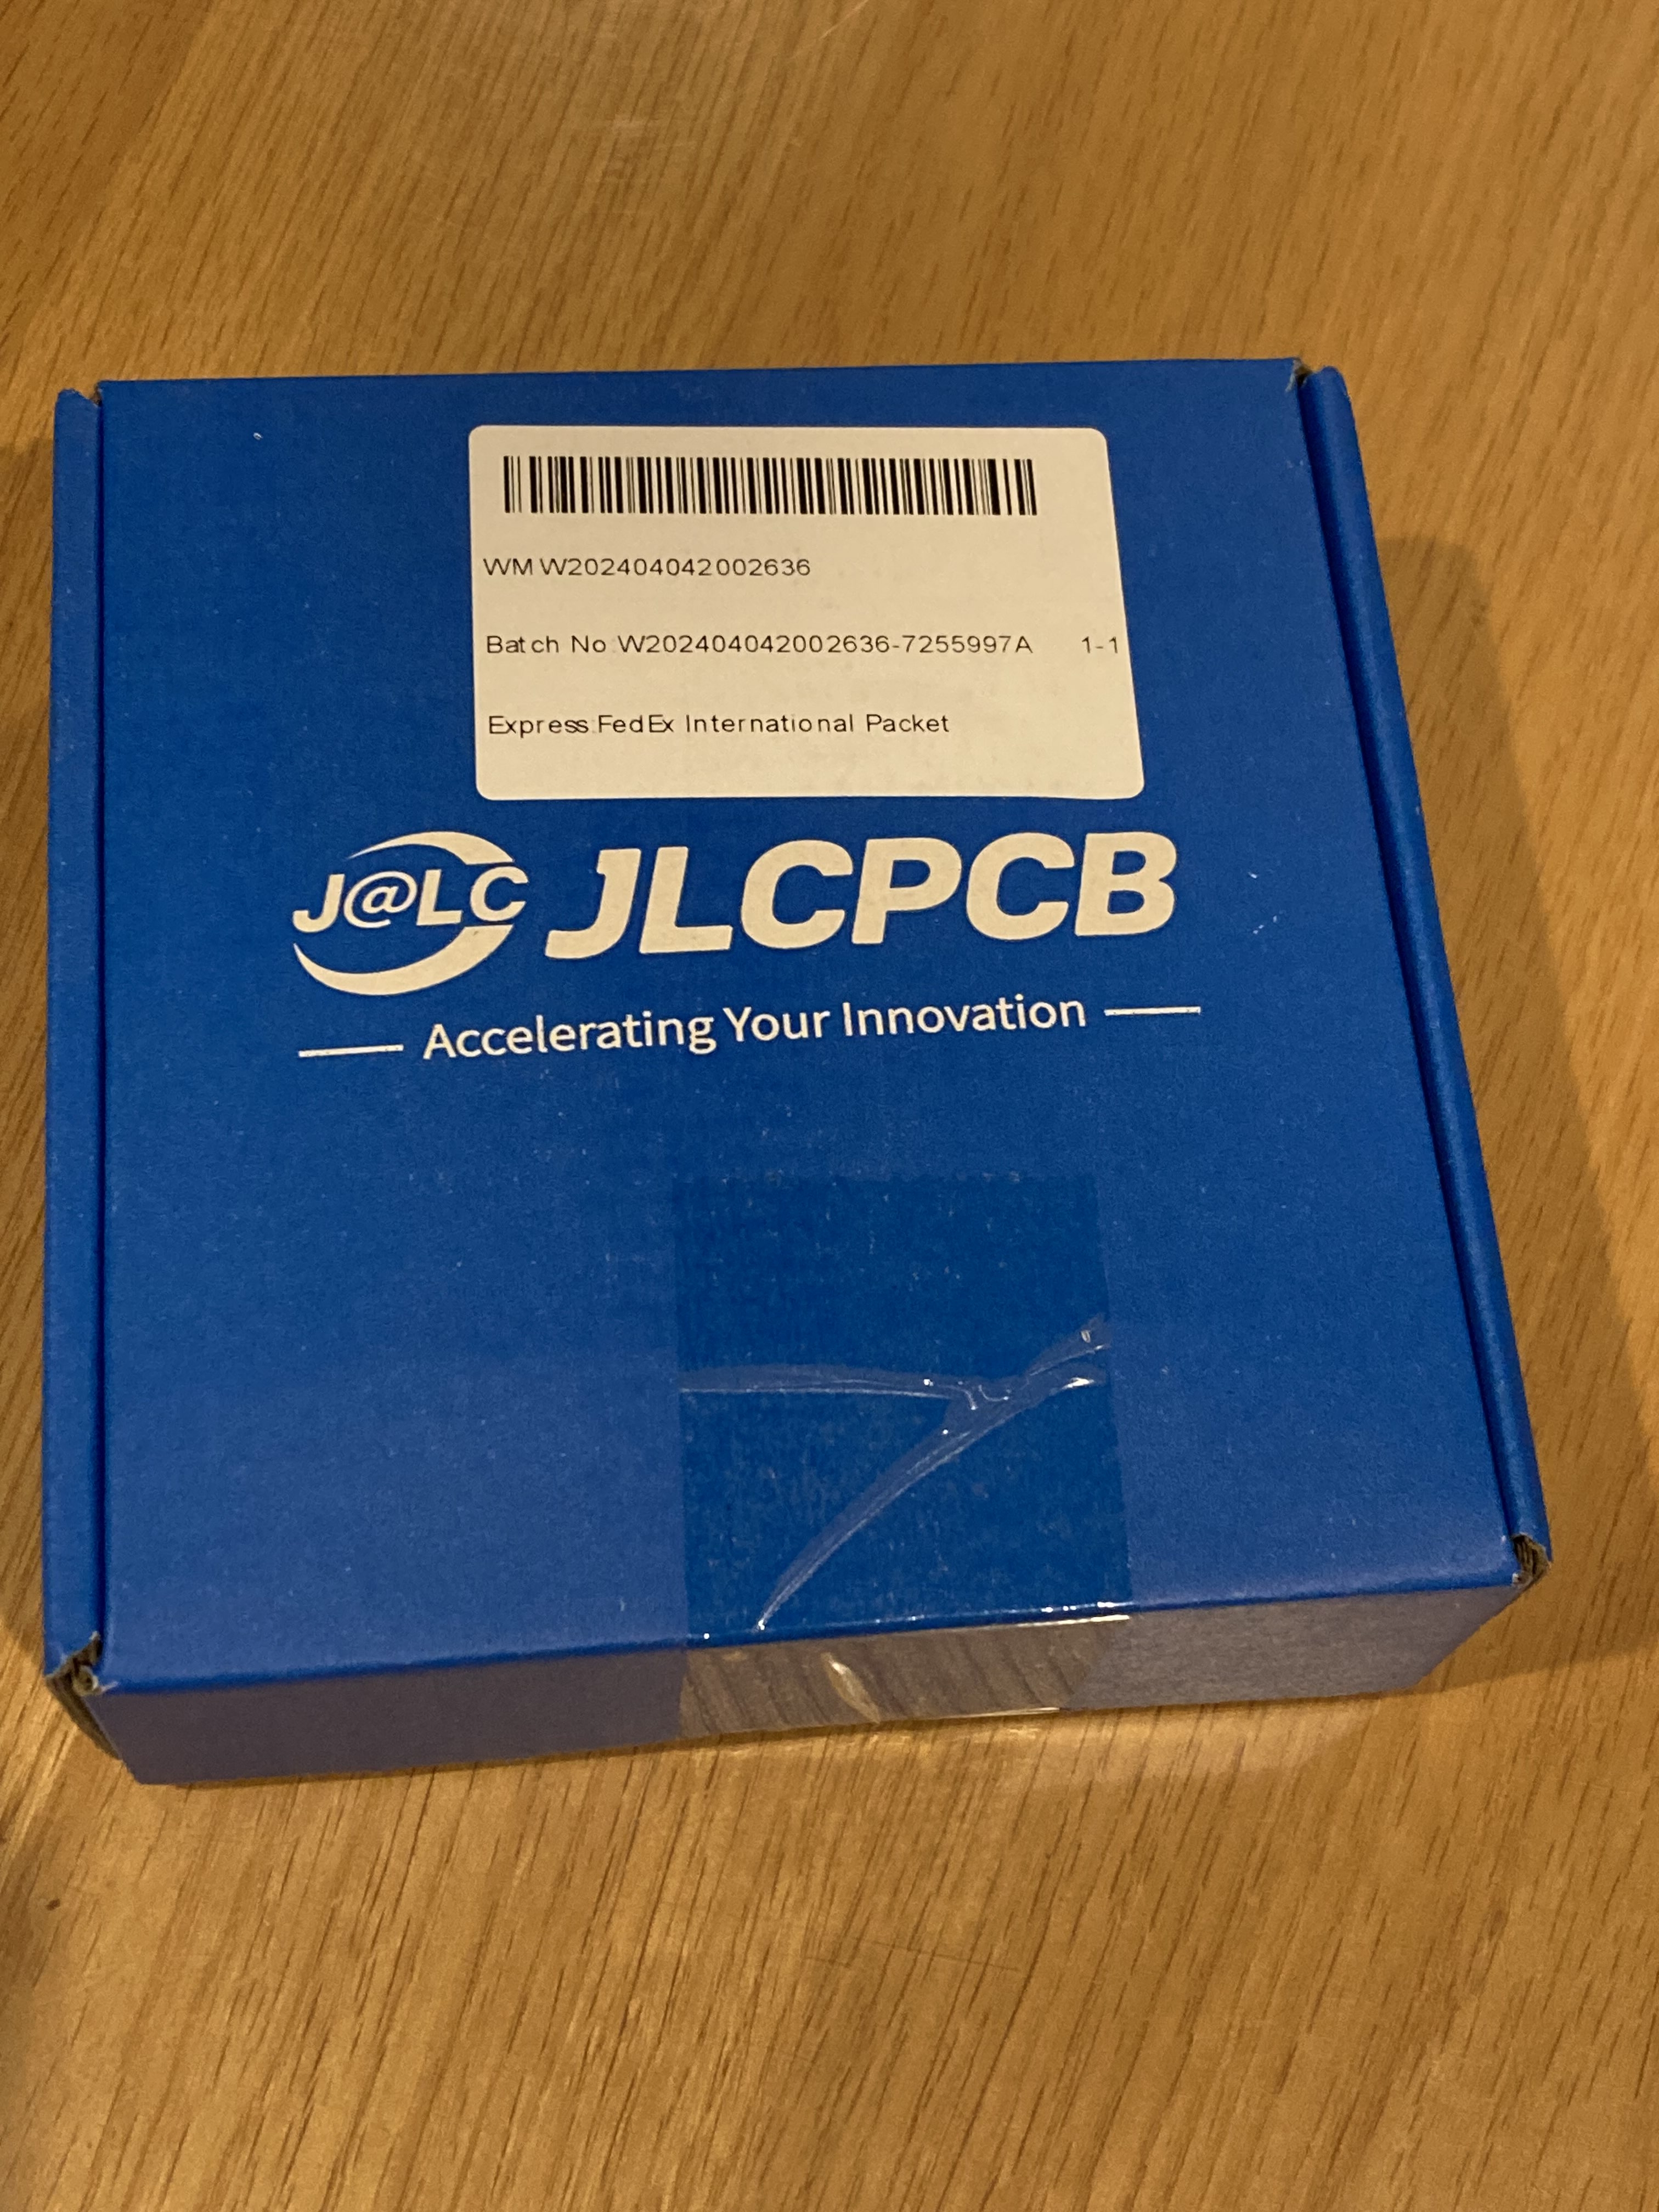 WM W202404042002636
Batch No:W202404042002636-7255997A 1-1
Express:FedEx International Packet
J@LC JLCPCB
Accelerating Your Innovation